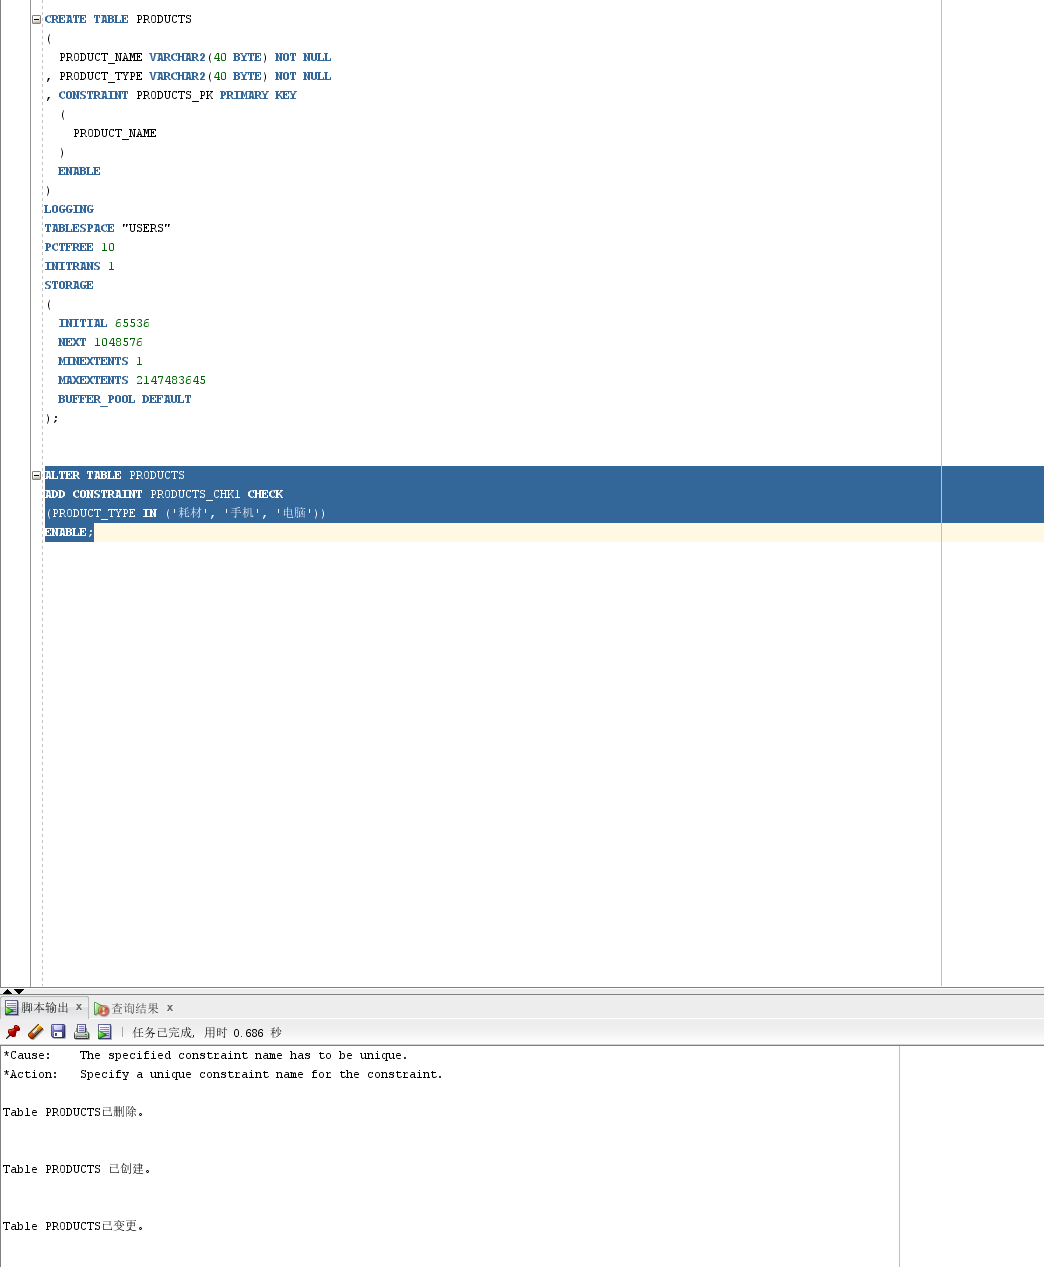 CREATE TABLE PRODUCTS
(
PRODUCT_NAME VARCHAR2(40 BYTE) NOT NULL
, PRODUCT_TYPE VARCHAR2(40 BYTE) NOT NULL
, CONSTRAINT PRODUCTS_PK PRIMARY KEY
(
PRODUCT_NAME
)
ENABLE
)
LOGGING
TABLESPACE "USERS"
PCTFREE 10
INITRANS 1
STORAGE
(
INITIAL 65536
NEXT 1048576
MINEXTENTS 1
MAXEXTENTS 2147483645
BUFFER_POOL DEFAULT
);
ALTER TABLE PRODUCTS
ADD CONSTRAINT PRODUCTS_CHK1 CHECK
(PRODUCT_TYPE IN ('耗材', '手机', '电脑'))
ENABLE;
脚本输出 x 查询结果 x
任务已完成, 用时 0.686 秒
*Cause: The specified constraint name has to be unique.
*Action: Specify a unique constraint name for the constraint.
Table PRODUCTS已删除。
Table PRODUCTS 已创建。
Table PRODUCTS已变更。